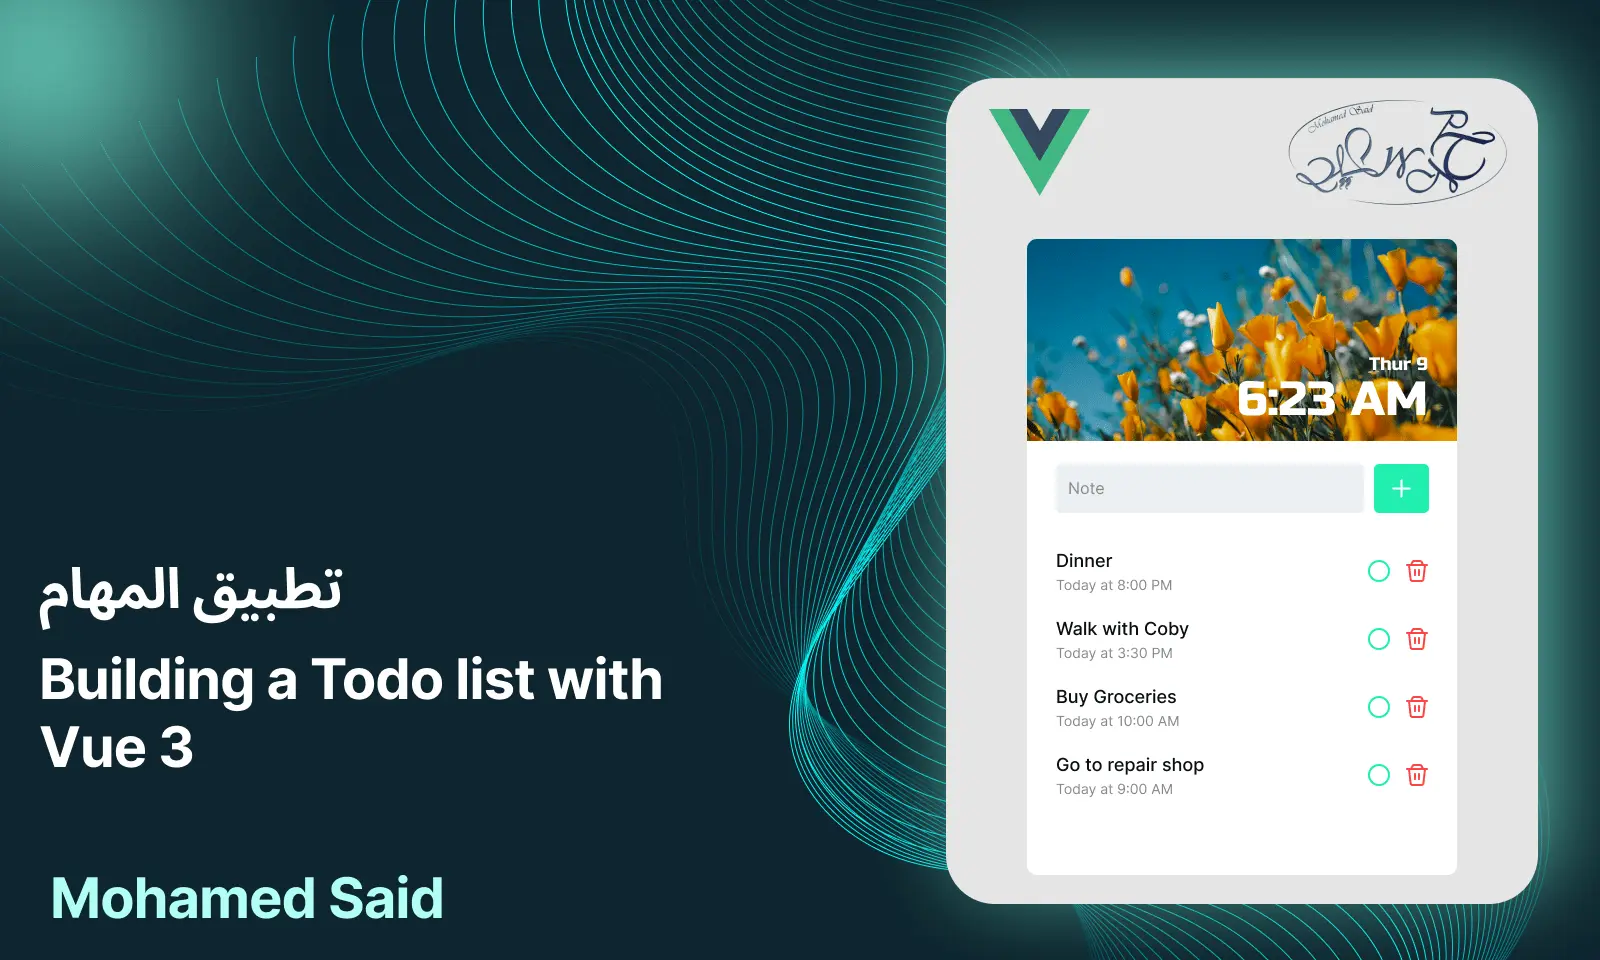 تطبيق المهام
Building a Todo list with
Vue 3
Mohamed Said
Mohamed Said
Thur 9
6:23 AM
Note
Dinner
Today at 8:00 PM
Walk with Coby
Today at 3:30 PM
Buy Groceries
Today at 10:00 AM
Go to repair shop
Today at 9:00 AM